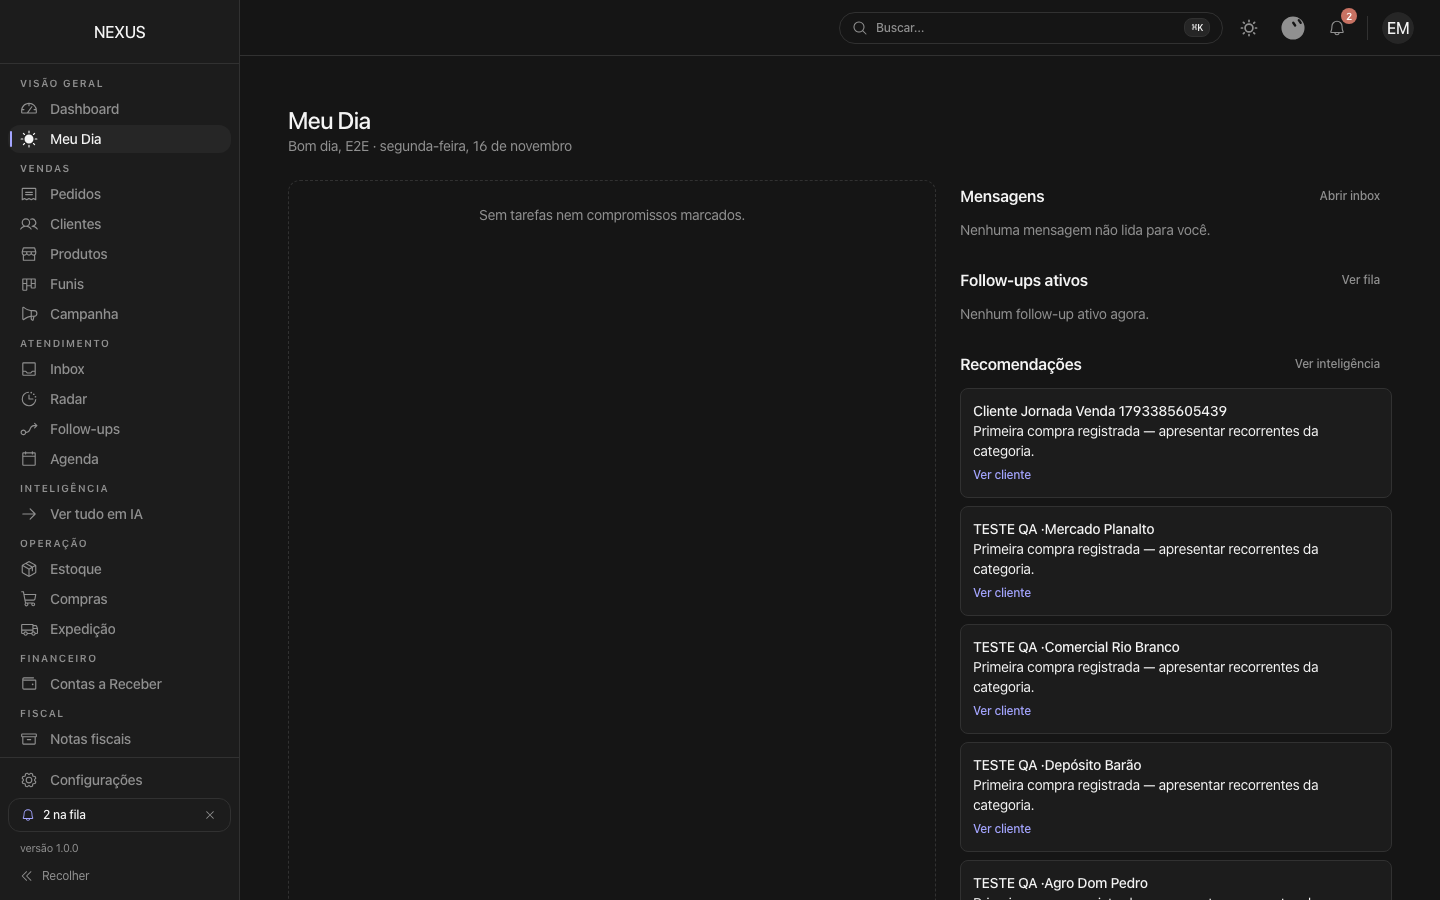 NEXUS
Buscar...
⌘K
2
EM
VISÃO GERAL
Dashboard
Meu Dia
VENDAS
Pedidos
Clientes
Produtos
Funis
Campanha
ATENDIMENTO
Inbox
Radar
Follow-ups
Agenda
INTELIGÊNCIA
Ver tudo em IA
OPERAÇÃO
Estoque
Compras
Expedição
FINANCEIRO
Contas a Receber
FISCAL
Notas fiscais
Configurações
2 na fila
versão 1.0.0
Recolher
Meu Dia
Bom dia, E2E · segunda-feira, 16 de novembro
Sem tarefas nem compromissos marcados.
Mensagens
Abrir inbox
Nenhuma mensagem não lida para você.
Follow-ups ativos
Ver fila
Nenhum follow-up ativo agora.
Recomendações
Ver inteligência
Cliente Jornada Venda 1793385605439
Primeira compra registrada — apresentar recorrentes da
categoria.
Ver cliente
TESTE QA ·Mercado Planalto
Primeira compra registrada — apresentar recorrentes da
categoria.
Ver cliente
TESTE QA ·Comercial Rio Branco
Primeira compra registrada — apresentar recorrentes da
categoria.
Ver cliente
TESTE QA ·Depósito Barão
Primeira compra registrada — apresentar recorrentes da
categoria.
Ver cliente
TESTE QA ·Agro Dom Pedro